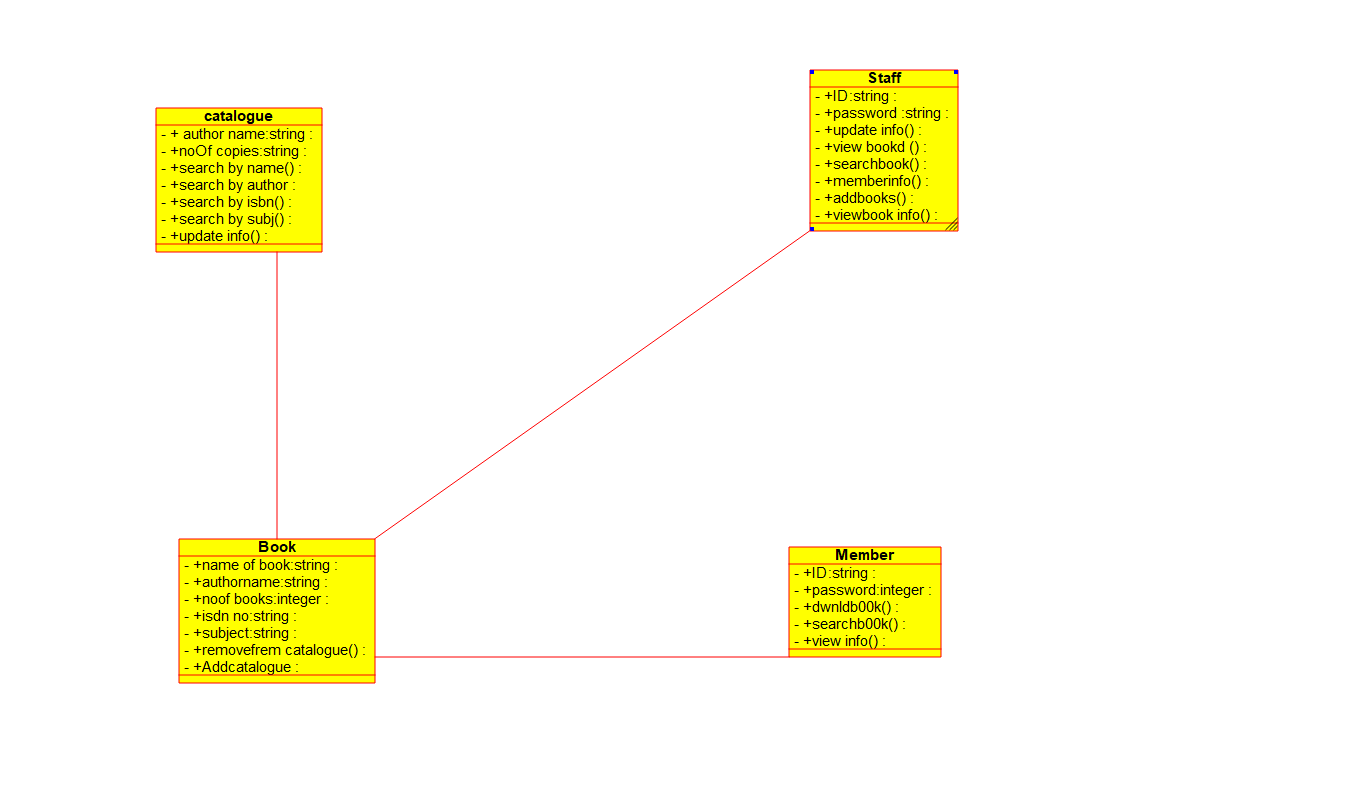 catalogue
- + author name:string :
- +noOf copies:string :
- +search by name() :
- +search by author :
- +search by isbn() :
- +search by subj() :
- +update info() :
Staff
- +ID:string :
- +password :string :
- +update info() :
- +view bookd () :
- +searchbook() :
- +memberinfo() :
- +addbooks() :
- +viewbook info() :
Book
- +name of book:string :
- +authorname:string :
- +noof books:integer :
- +isdn no:string :
- +subject:string :
- +removefrem catalogue() :
- +Addcatalogue :
Member
- +ID:string :
- +password:integer :
- +dwnldb00k() :
- +searchb00k() :
- +view info() :